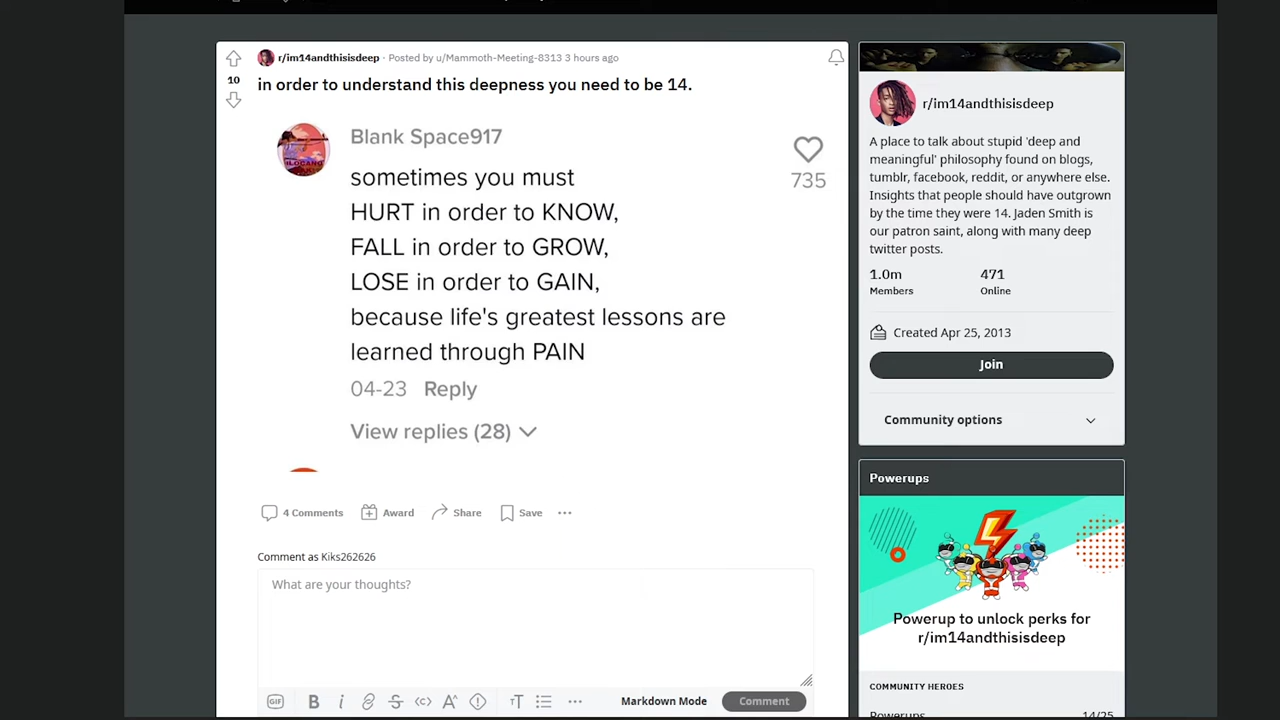 r/im14andthisisdeep · Posted by u/Mammoth-Meeting-8313 3 hours ago
10
in order to understand this deepness you need to be 14.
Blank Space917
ILOCANO
sometimes you must
HURT in order to KNOW,
FALL in order to GROW,
LOSE in order to GAIN,
because life's greatest lessons are
learned through PAIN
04-23 Reply
View replies (28)
735
4 Comments Award Share Save
Comment as Kiks262626
What are your thoughts?
GIF B i Markdown Mode Comment
r/im14andthisisdeep
A place to talk about stupid 'deep and
meaningful' philosophy found on blogs,
tumblr, facebook, reddit, or anywhere else.
Insights that people should have outgrown
by the time they were 14. Jaden Smith is
our patron saint, along with many deep
twitter posts.
1.0m 471
Members Online
Created Apr 25, 2013
Join
Community options
Powerups
Powerup to unlock perks for
r/im14andthisisdeep
COMMUNITY HEROES
Powerups 14/25